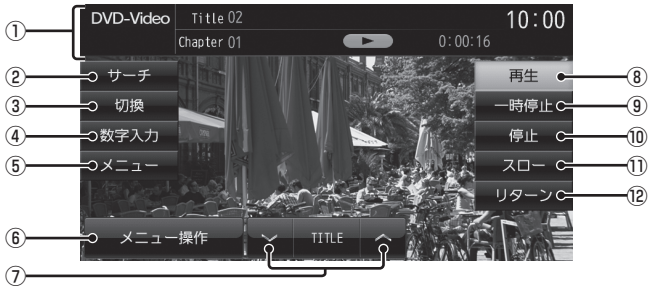 ① DVD-Video Title 02 10:00
Chapter 01 ▶ 0:00:16
② サーチ
③ 切換
④ 数字入力
⑤ メニュー
⑥ メニュー操作
TITLE
⑦
再生 ⑧
一時停止 ⑨
停止 ⑩
スロー ⑪
リターン ⑫